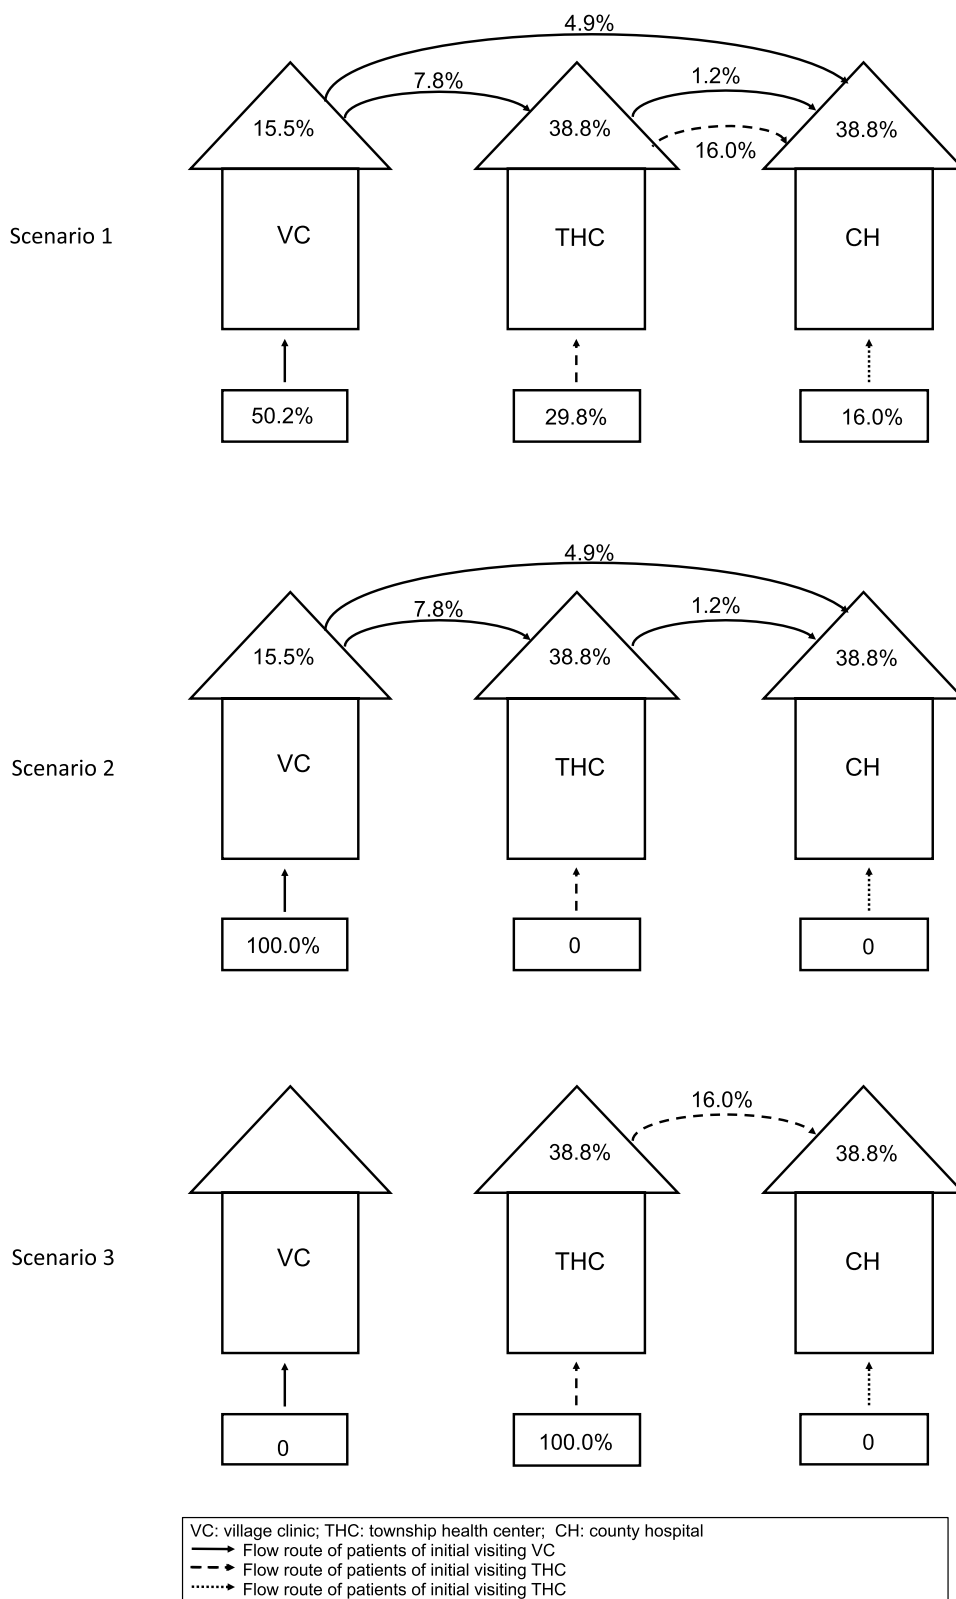 4.9%
7.8%
1.2%
15.5%
38.8%
16.0%
38.8%
Scenario 1
VC
THC
CH
50.2%
29.8%
16.0%
4.9%
7.8%
1.2%
15.5%
38.8%
38.8%
Scenario 2
VC
THC
CH
100.0%
0
0
16.0%
38.8%
38.8%
Scenario 3
VC
THC
CH
0
100.0%
0
VC: village clinic; THC: township health center; CH: county hospital
Flow route of patients of initial visiting VC
Flow route of patients of initial visiting THC
Flow route of patients of initial visiting THC